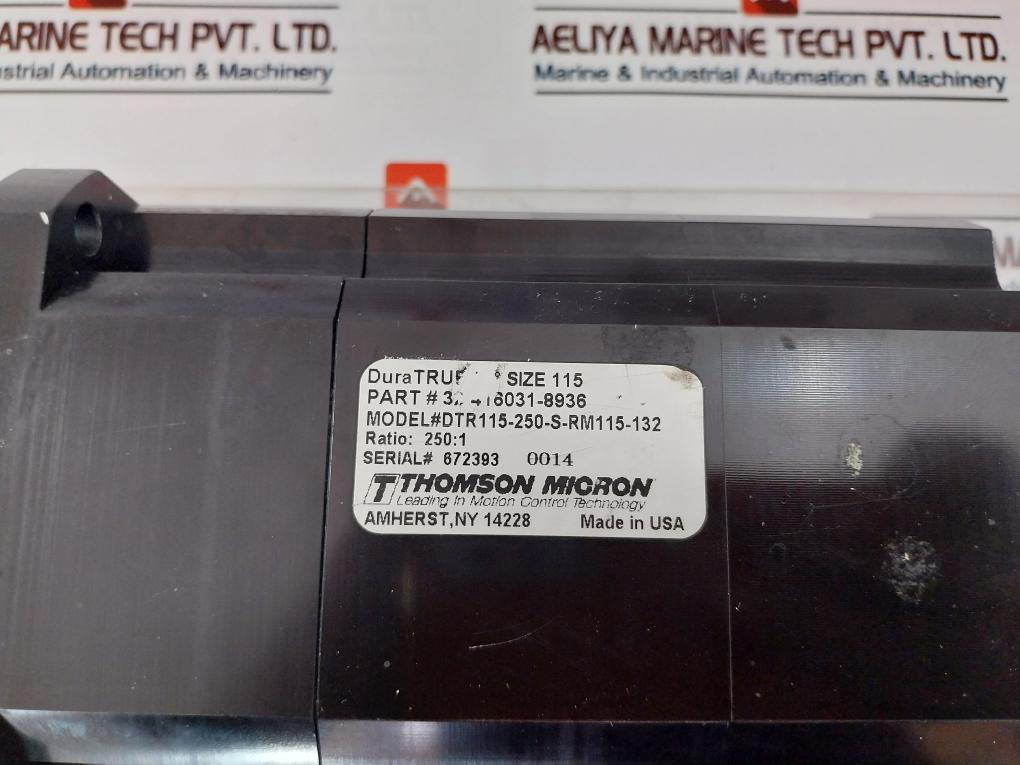 ARINE TECH PVT. LTD.
strial Automation & Machinery
AELIYA MARINE TECH PVT. LTD.
Marine & Industrial Automation & Machinery
SIZE 115
PART #
MODEL#DTR115-250-S-RM115-132
Ratio: 250:1
SERIAL# 672393 0014
THOMSON MICRON
Leading in Motion Control Technology
AMHERST,NY 14228 Made in USA